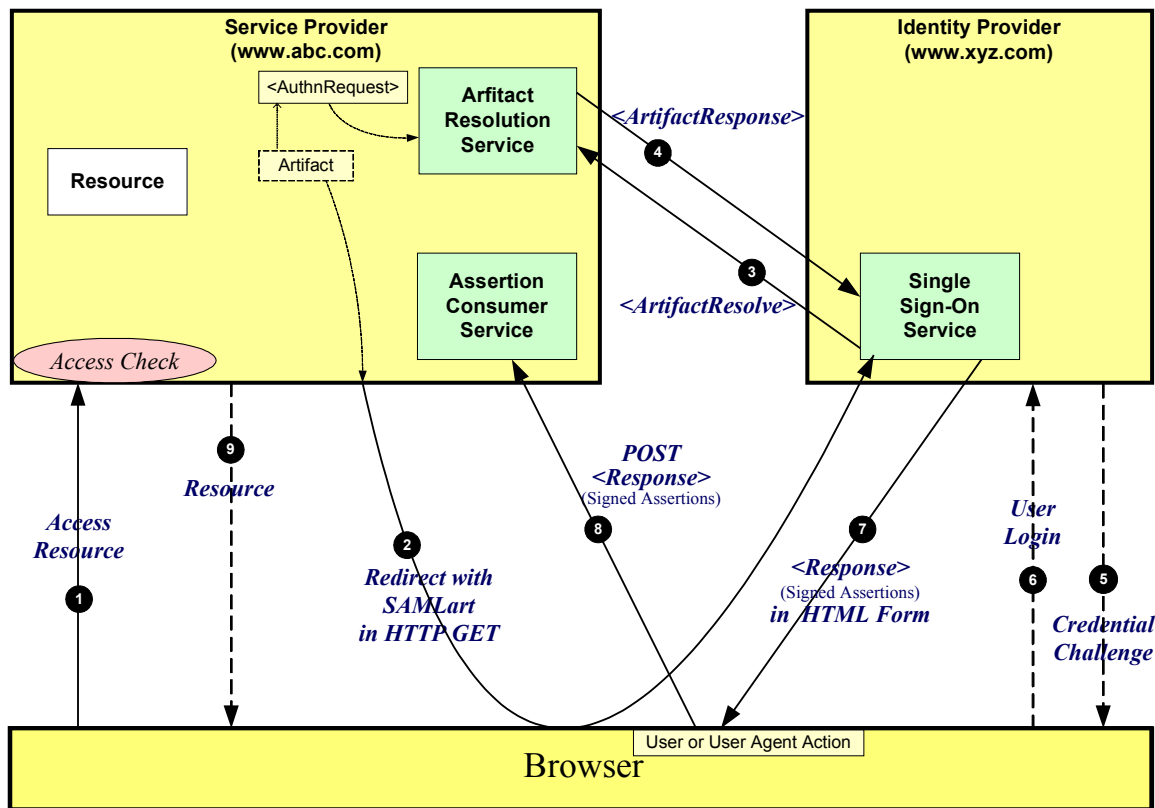 Service Provider
(www.abc.com)
Identity Provider
(www.xyz.com)
<AuthnRequest>
Arfitact
Resolution
Service
<ArtifactResponse>
4
Artifact
Resource
3
<ArtifactResolve>
Assertion
Consumer
Service
Single
Sign-On
Service
Access Check
9
Resource
POST
<Response>
(Signed Assertions)
8
Access
Resource
1
2
Redirect with
SAMLart
in HTTP GET
7
<Response>
(Signed Assertions)
in HTML Form
User
Login
6
5
Credential
Challenge
User or User Agent Action
Browser